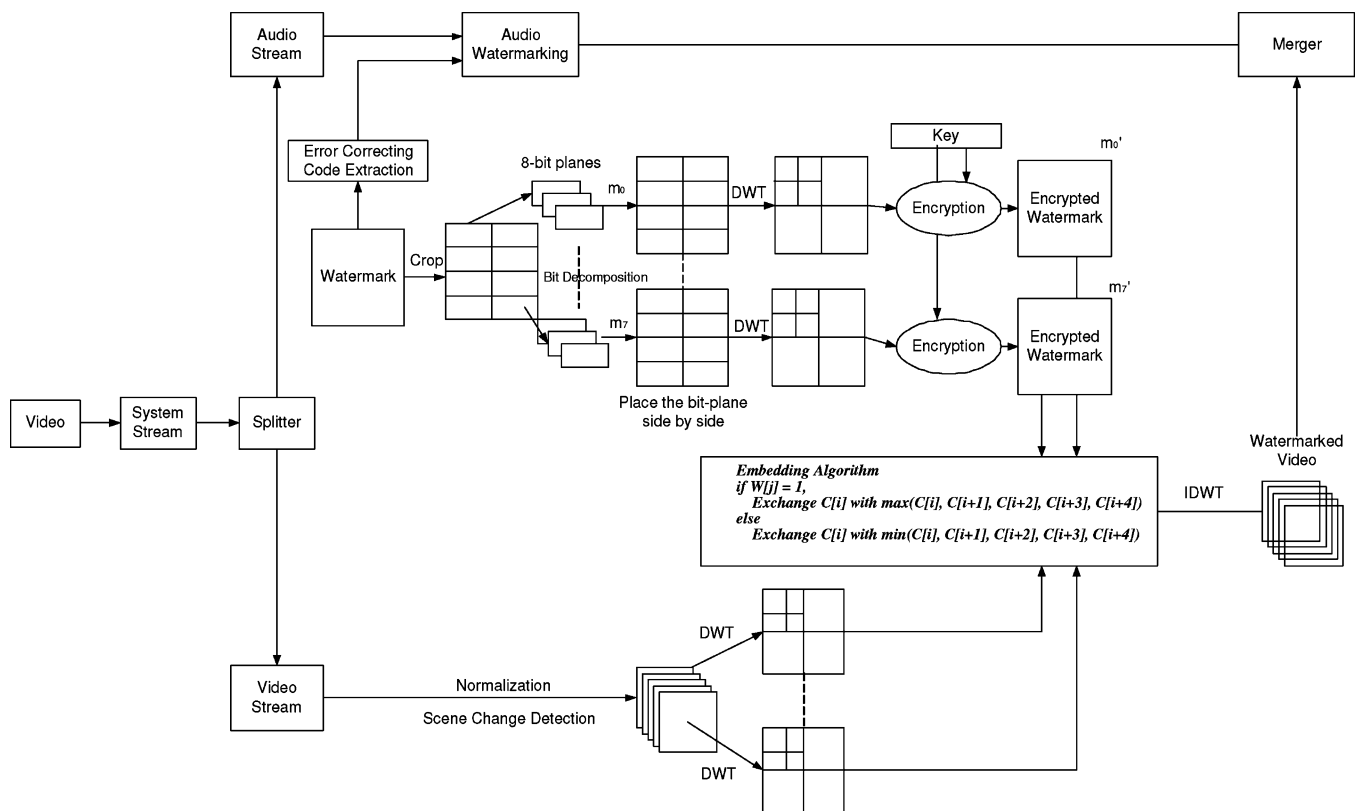 Audio
Stream
Audio
Watermarking
Merger
Error Correcting
Code Extraction
Key
8-bit planes
m₀
DWT
Encryption
m₀'
Encrypted
Watermark
Watermark
Crop
Bit Decomposition
m₇
DWT
Encryption
m₇'
Encrypted
Watermark
Place the bit-plane
side by side
Video
System
Stream
Splitter
Embedding Algorithm
if W[j] = 1,
Exchange C[i] with max(C[i], C[i+1], C[i+2], C[i+3], C[i+4])
else
Exchange C[i] with min(C[i], C[i+1], C[i+2], C[i+3], C[i+4])
IDWT
Watermarked
Video
Video
Stream
Normalization
Scene Change Detection
DWT
DWT